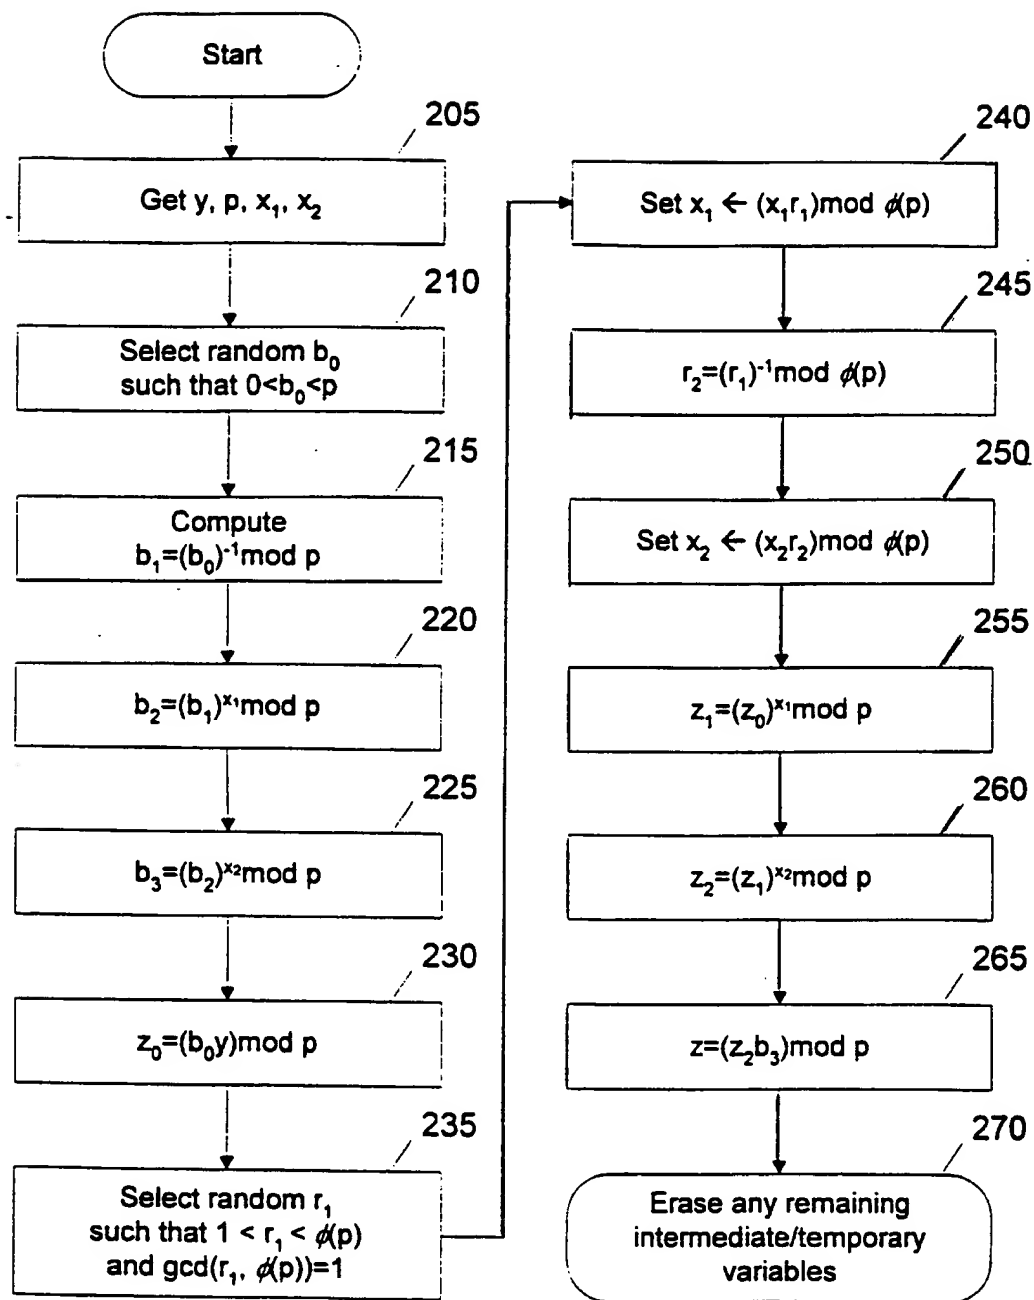 Start
205
Get y, p, x₁, x₂
210
Select random b₀
such that 0<b₀<p
215
Compute
b₁=(b₀)⁻¹mod p
220
b₂=(b₁)ˣ¹mod p
225
b₃=(b₂)ˣ²mod p
230
z₀=(b₀y)mod p
235
Select random r₁
such that 1 < r₁ < ϕ(p)
and gcd(r₁, ϕ(p))=1
240
Set x₁ ← (x₁r₁)mod ϕ(p)
245
r₂=(r₁)⁻¹mod ϕ(p)
250
Set x₂ ← (x₂r₂)mod ϕ(p)
255
z₁=(z₀)ˣ¹mod p
260
z₂=(z₁)ˣ²mod p
265
z=(z₂b₃)mod p
270
Erase any remaining
intermediate/temporary
variables